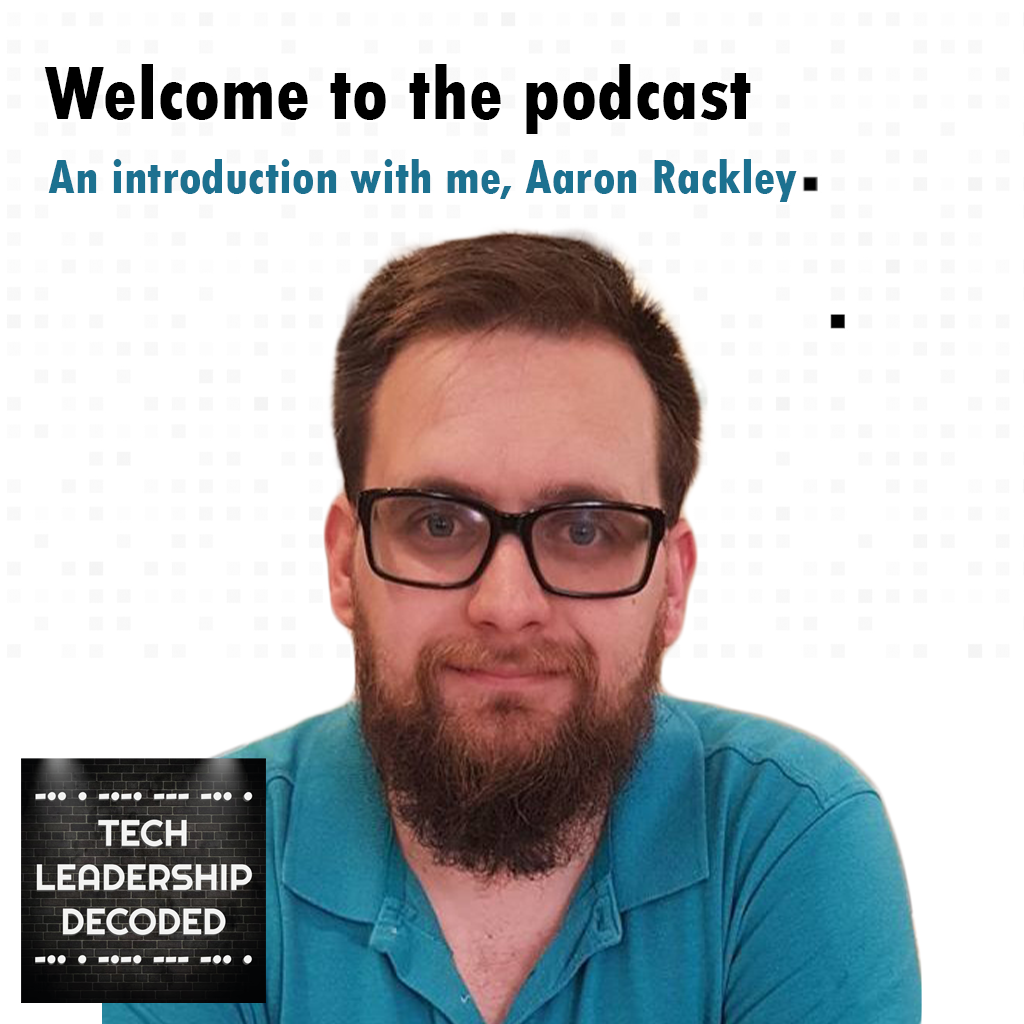 Welcome to the podcast
An introduction with me, Aaron Rackley
-•• • -•-• --- -•• •
TECH
LEADERSHIP
DECODED
-•• • -•-• --- -•• •